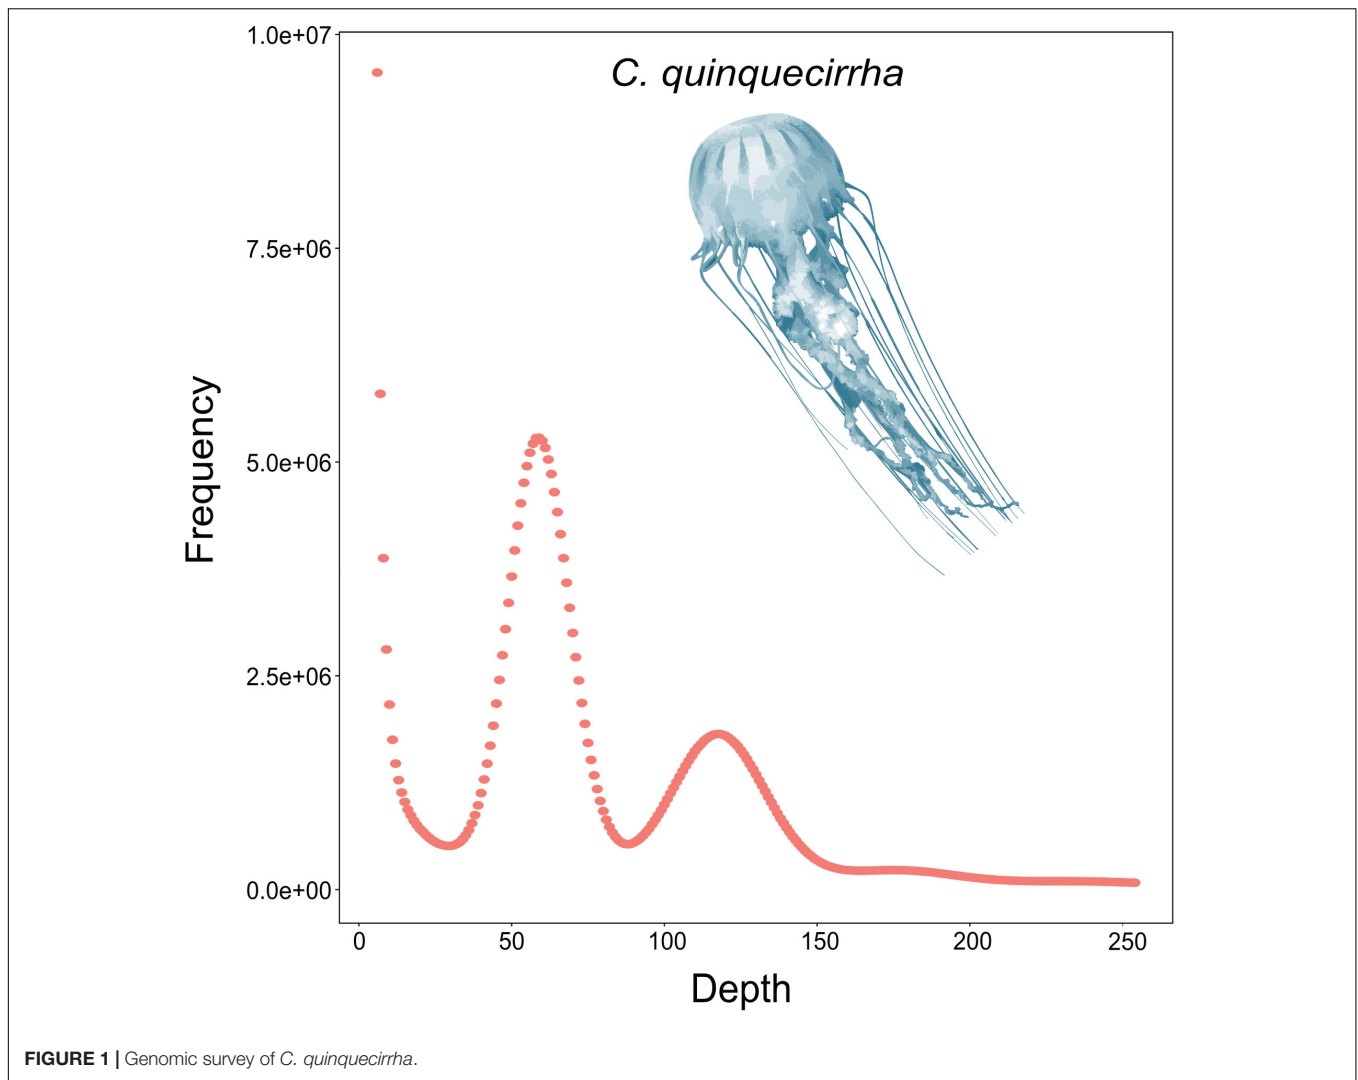 C. quinquecirrha
1.0e+07
7.5e+06
5.0e+06
2.5e+06
0.0e+00
Frequency
0 50 100 150 200 250
Depth
FIGURE 1 | Genomic survey of C. quinquecirrha.